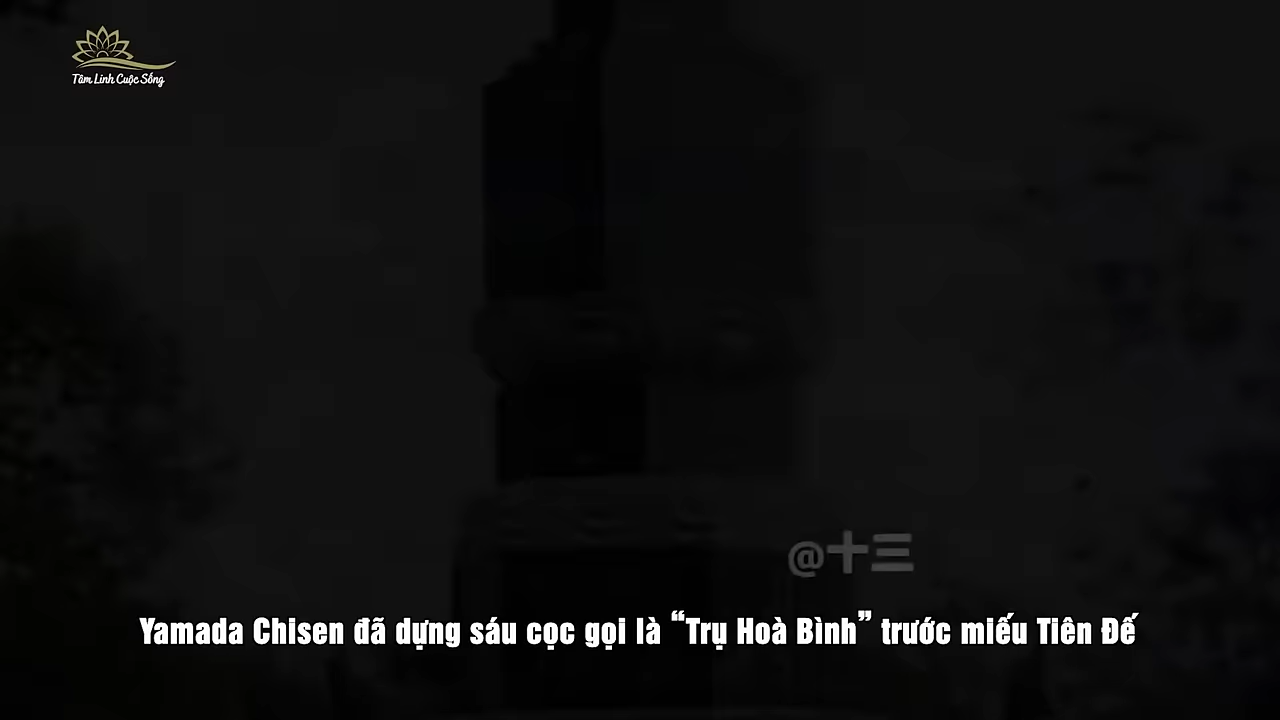 Tâm Linh Cuộc Sống
@十三
Yamada Chisen đã dựng sáu cọc gọi là “Trụ Hoà Bình” trước miếu Tiên Đế